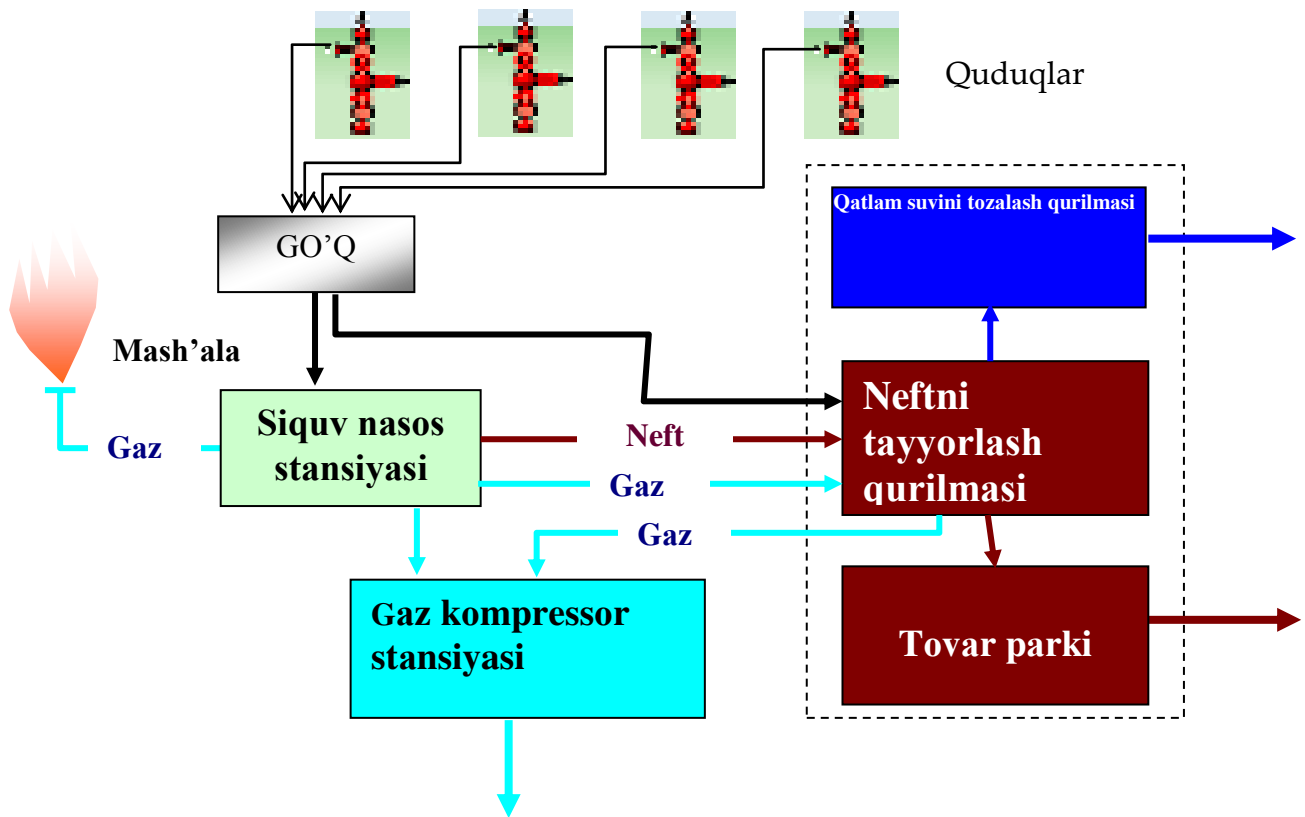 Quduqlar
Qatlam suvini tozalash qurilmasi
GO’Q
Mash’ala
Siquv nasos
stansiyasi
Gaz
Neft
Gaz
Gaz
Neftni
tayyorlash
qurilmasi
Gaz kompressor
stansiyasi
Tovar parki